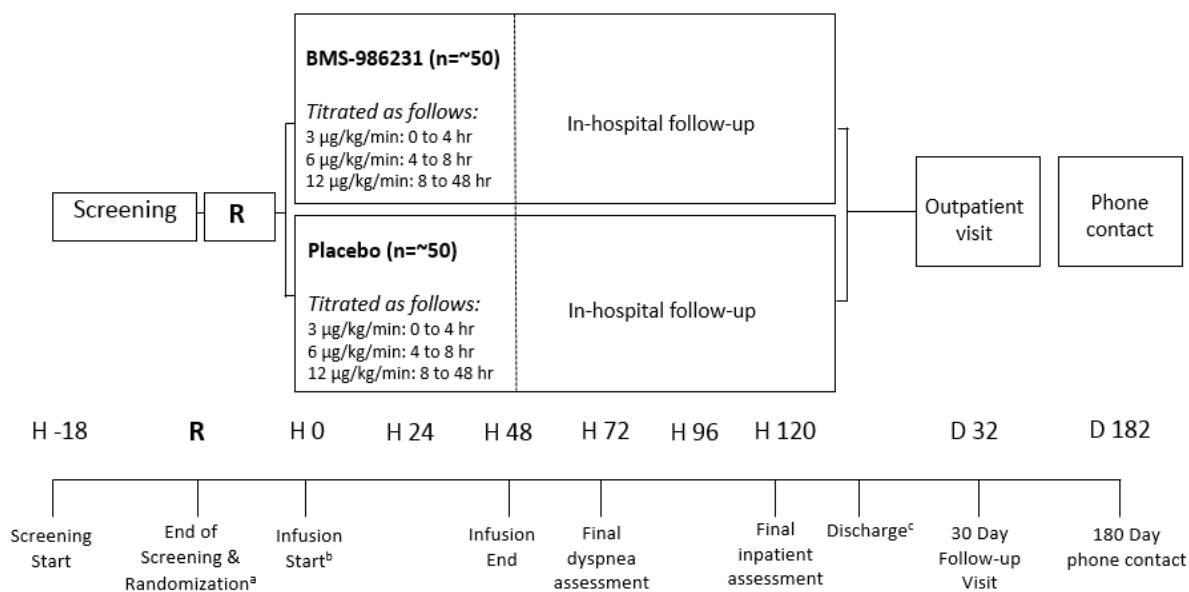 BMS-986231 (n=~50)
Titrated as follows:
3 µg/kg/min: 0 to 4 hr
6 µg/kg/min: 4 to 8 hr
12 µg/kg/min: 8 to 48 hr
In-hospital follow-up
Screening
R
Placebo (n=~50)
Titrated as follows:
3 µg/kg/min: 0 to 4 hr
6 µg/kg/min: 4 to 8 hr
12 µg/kg/min: 8 to 48 hr
In-hospital follow-up
Outpatient
visit
Phone
contact
H -18 R H 0 H 24 H 48 H 72 H 96 H 120 D 32 D 182
Screening
Start
End of
Screening &
Randomizationᵃ
Infusion
Startᵇ
Infusion
End
Final
dyspnea
assessment
Final
inpatient
assessment
Dischargeᶜ
30 Day
Follow-up
Visit
180 Day
phone contact